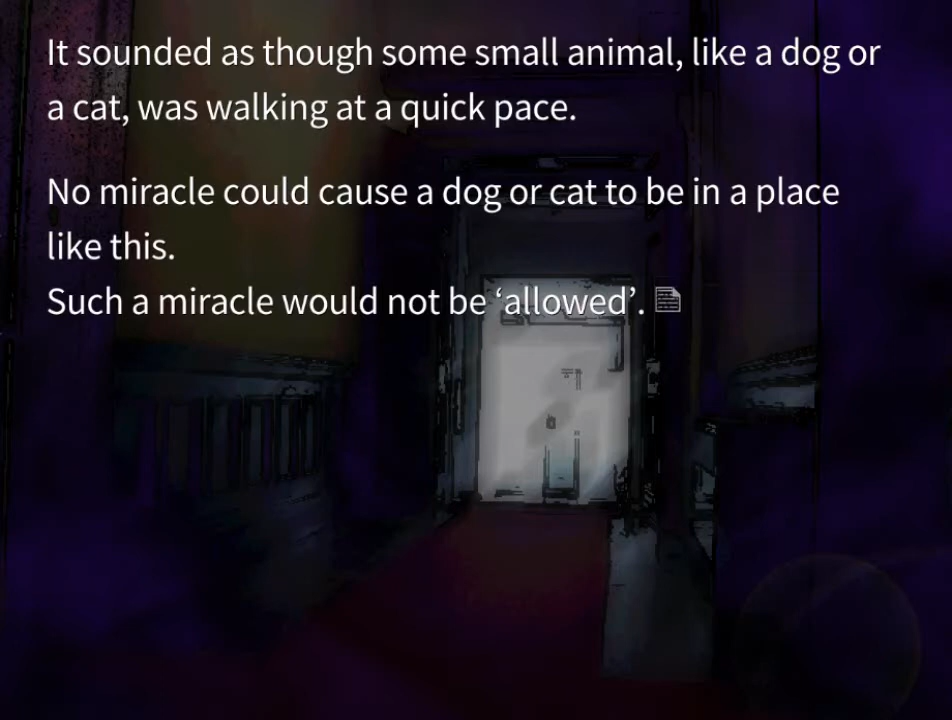 It sounded as though some small animal, like a dog or
a cat, was walking at a quick pace.
No miracle could cause a dog or cat to be in a place
like this.
Such a miracle would not be ‘allowed’.